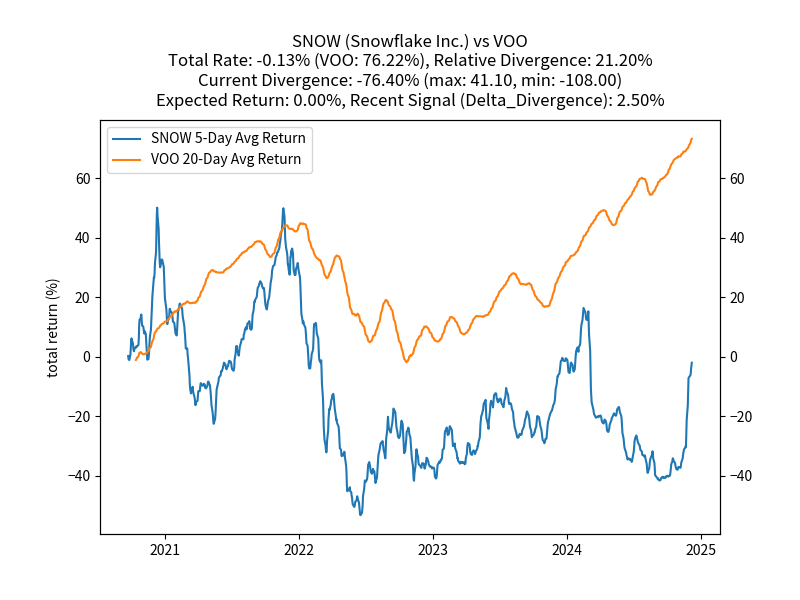 SNOW (Snowflake Inc.) vs VOO
Total Rate: -0.13% (VOO: 76.22%), Relative Divergence: 21.20%
Current Divergence: -76.40% (max: 41.10, min: -108.00)
Expected Return: 0.00%, Recent Signal (Delta_Divergence): 2.50%
SNOW 5-Day Avg Return
VOO 20-Day Avg Return
total return (%)
60
40
20
0
−20
−40
60
40
20
0
−20
−40
2021
2022
2023
2024
2025